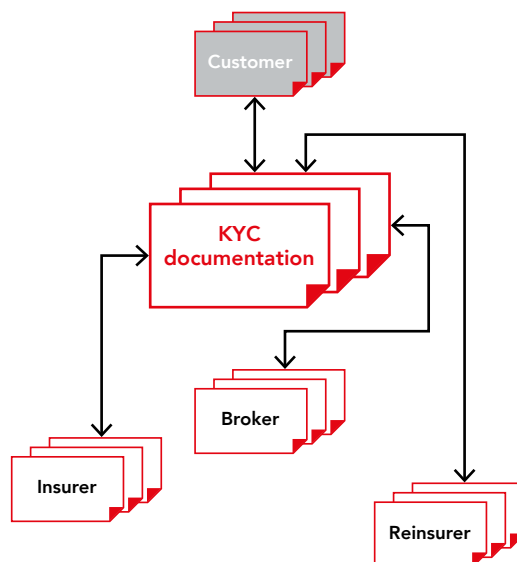 Customer
KYC
documentation
Broker
Insurer
Reinsurer